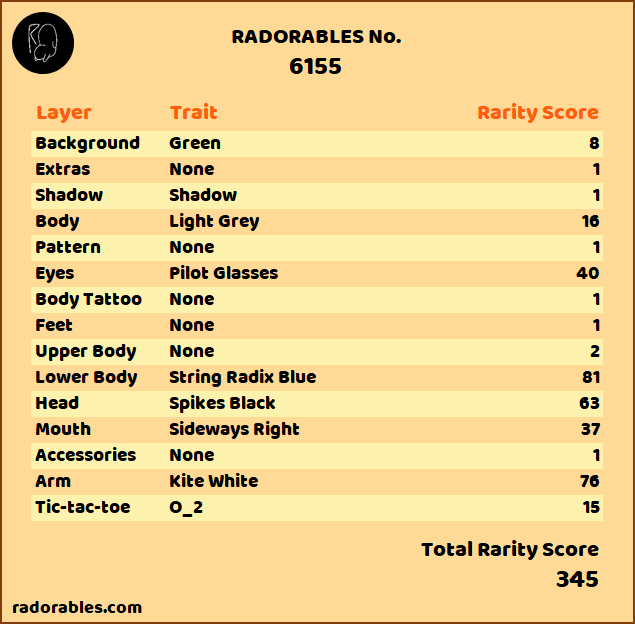 RADORABLES No.
6155
Layer Trait Rarity Score
Background Green 8
Extras None 1
Shadow Shadow 1
Body Light Grey 16
Pattern None 1
Eyes Pilot Glasses 40
Body Tattoo None 1
Feet None 1
Upper Body None 2
Lower Body String Radix Blue 81
Head Spikes Black 63
Mouth Sideways Right 37
Accessories None 1
Arm Kite White 76
Tic-tac-toe O_2 15
Total Rarity Score
345
radorables.com